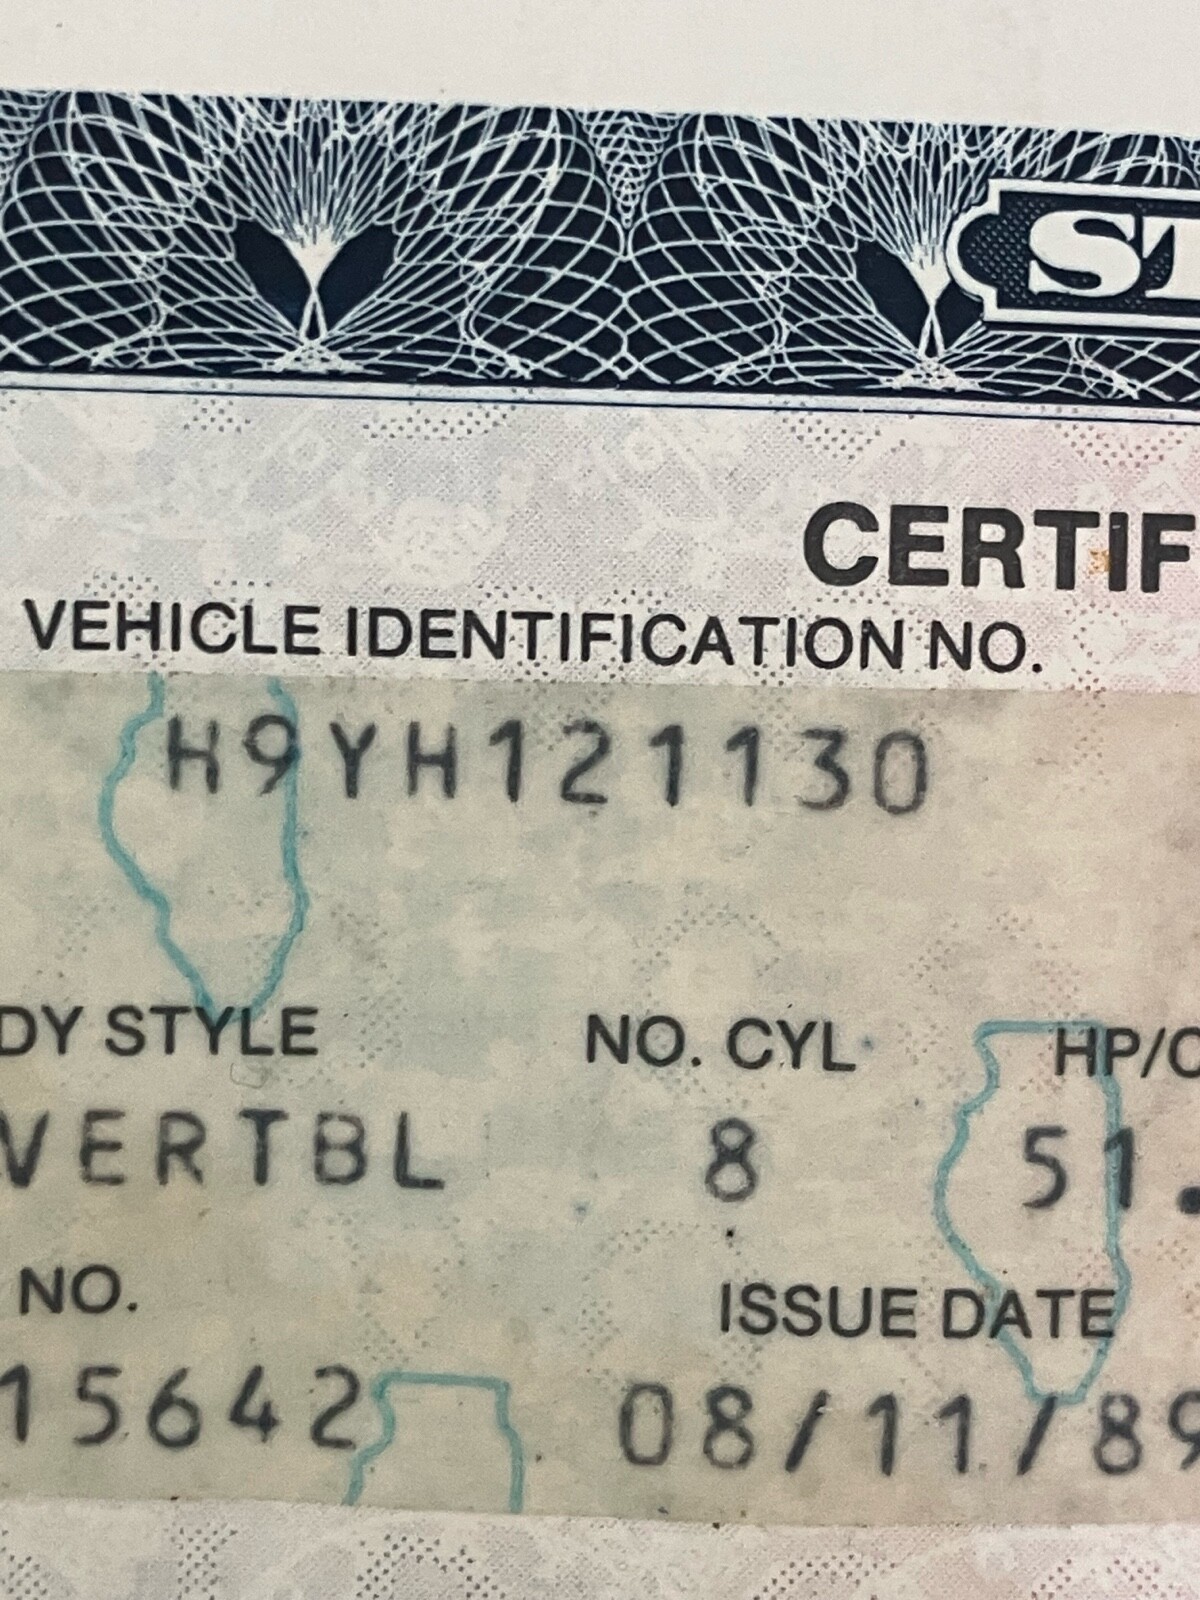 ST
CERTIF
VEHICLE IDENTIFICATION NO.
H9YH121130
DY STYLE NO. CYL HP/C
VERTBL 8 51.
NO. ISSUE DATE
15642 08/11/89